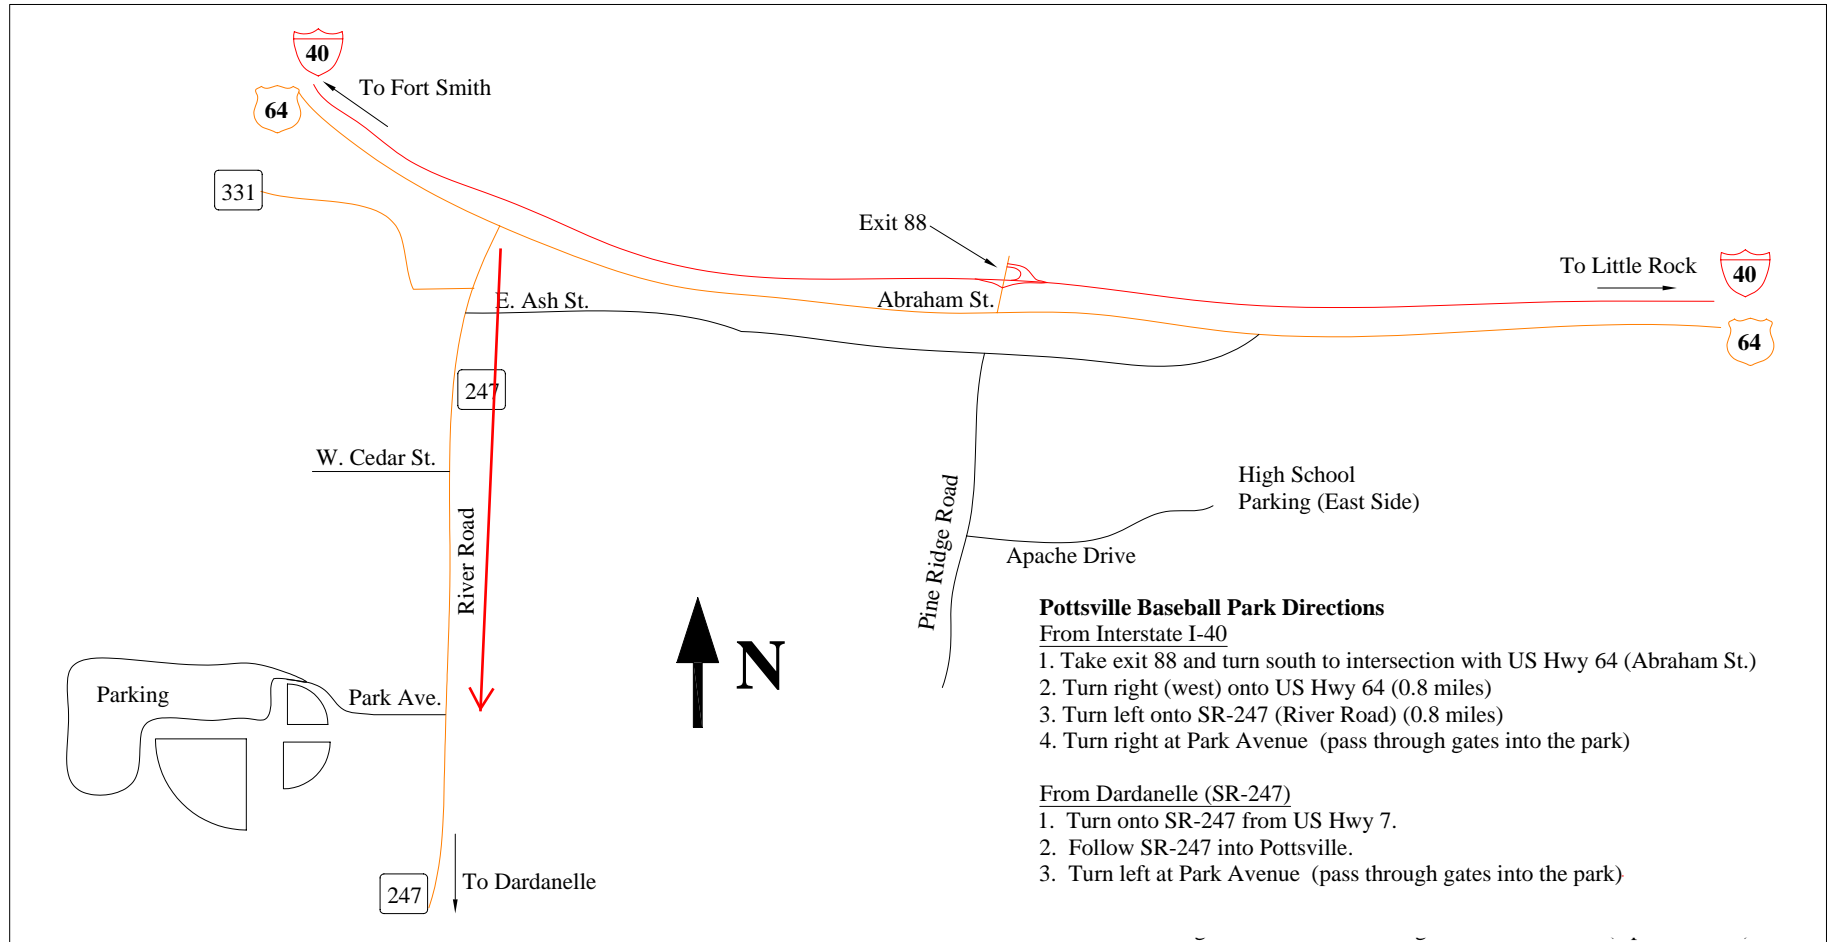 40
To Fort Smith
64
331
Exit 88
To Little Rock
40
E. Ash St.
Abraham St.
64
247
W. Cedar St.
River Road
Pine Ridge Road
High School
Parking (East Side)
Apache Drive
N
Parking
Park Ave.
Pottsville Baseball Park Directions
From Interstate I-40
1. Take exit 88 and turn south to intersection with US Hwy 64 (Abraham St.)
2. Turn right (west) onto US Hwy 64 (0.8 miles)
3. Turn left onto SR-247 (River Road) (0.8 miles)
4. Turn right at Park Avenue (pass through gates into the park)
From Dardanelle (SR-247)
1. Turn onto SR-247 from US Hwy 7.
2. Follow SR-247 into Pottsville.
3. Turn left at Park Avenue (pass through gates into the park)
247
To Dardanelle